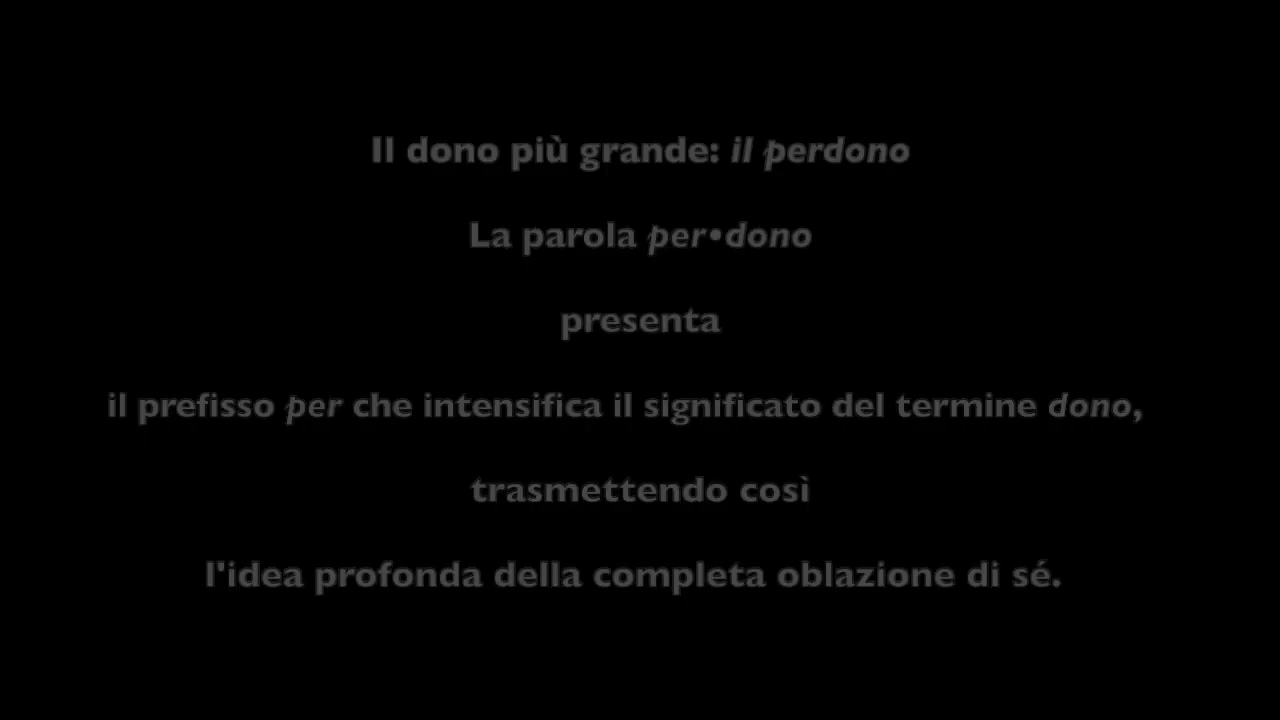 Il dono più grande: il perdono
La parola per•dono
presenta
il prefisso per che intensifica il significato del termine dono,
trasmettendo così
l'idea profonda della completa oblazione di sé.